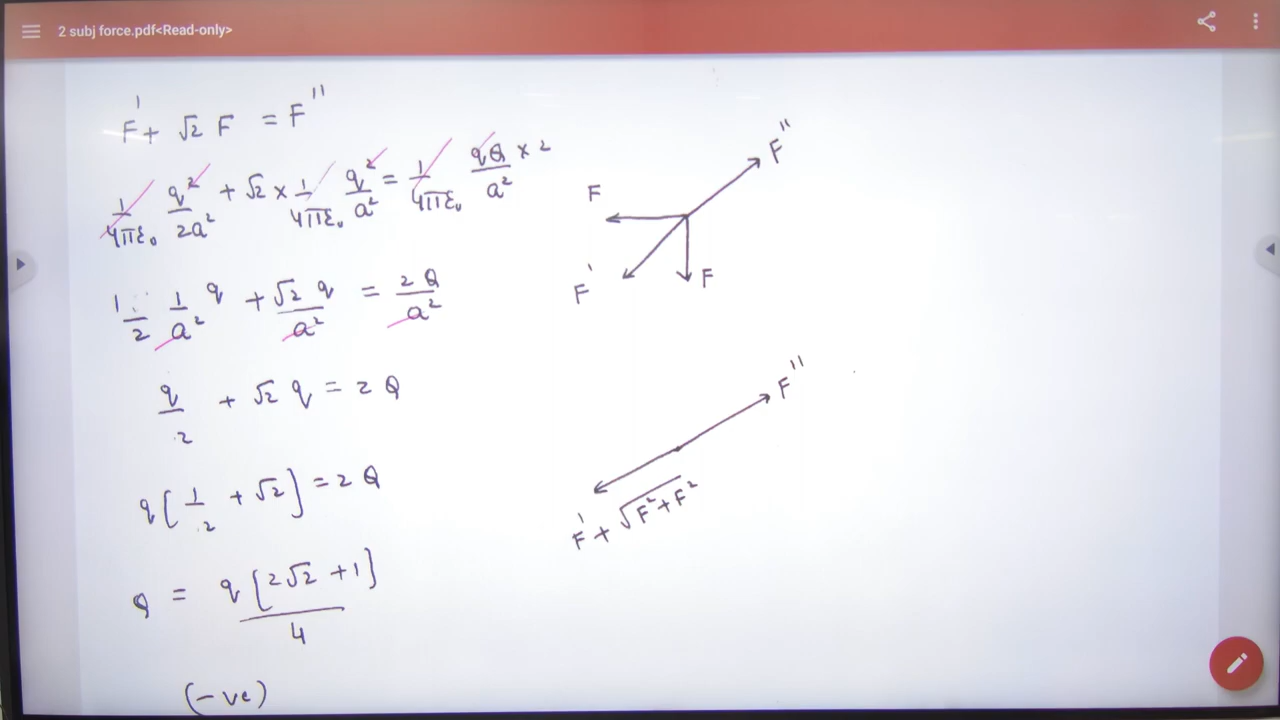 2 subj force.pdf<Read-only>
F' + √2 F = F''
1/4πε₀ q²/2a² + √2 × 1/4πε₀ q²/a² = 1/4πε₀ qQ/a² × 2
1/2 1/a² q + √2 q/a² = 2Q/a²
q/2 + √2 q = 2Q
q[1/2 + √2] = 2Q
Q = q[2√2 + 1]/4
(-ve)
F''
F
F'
F
F''
F' + √F² + F²